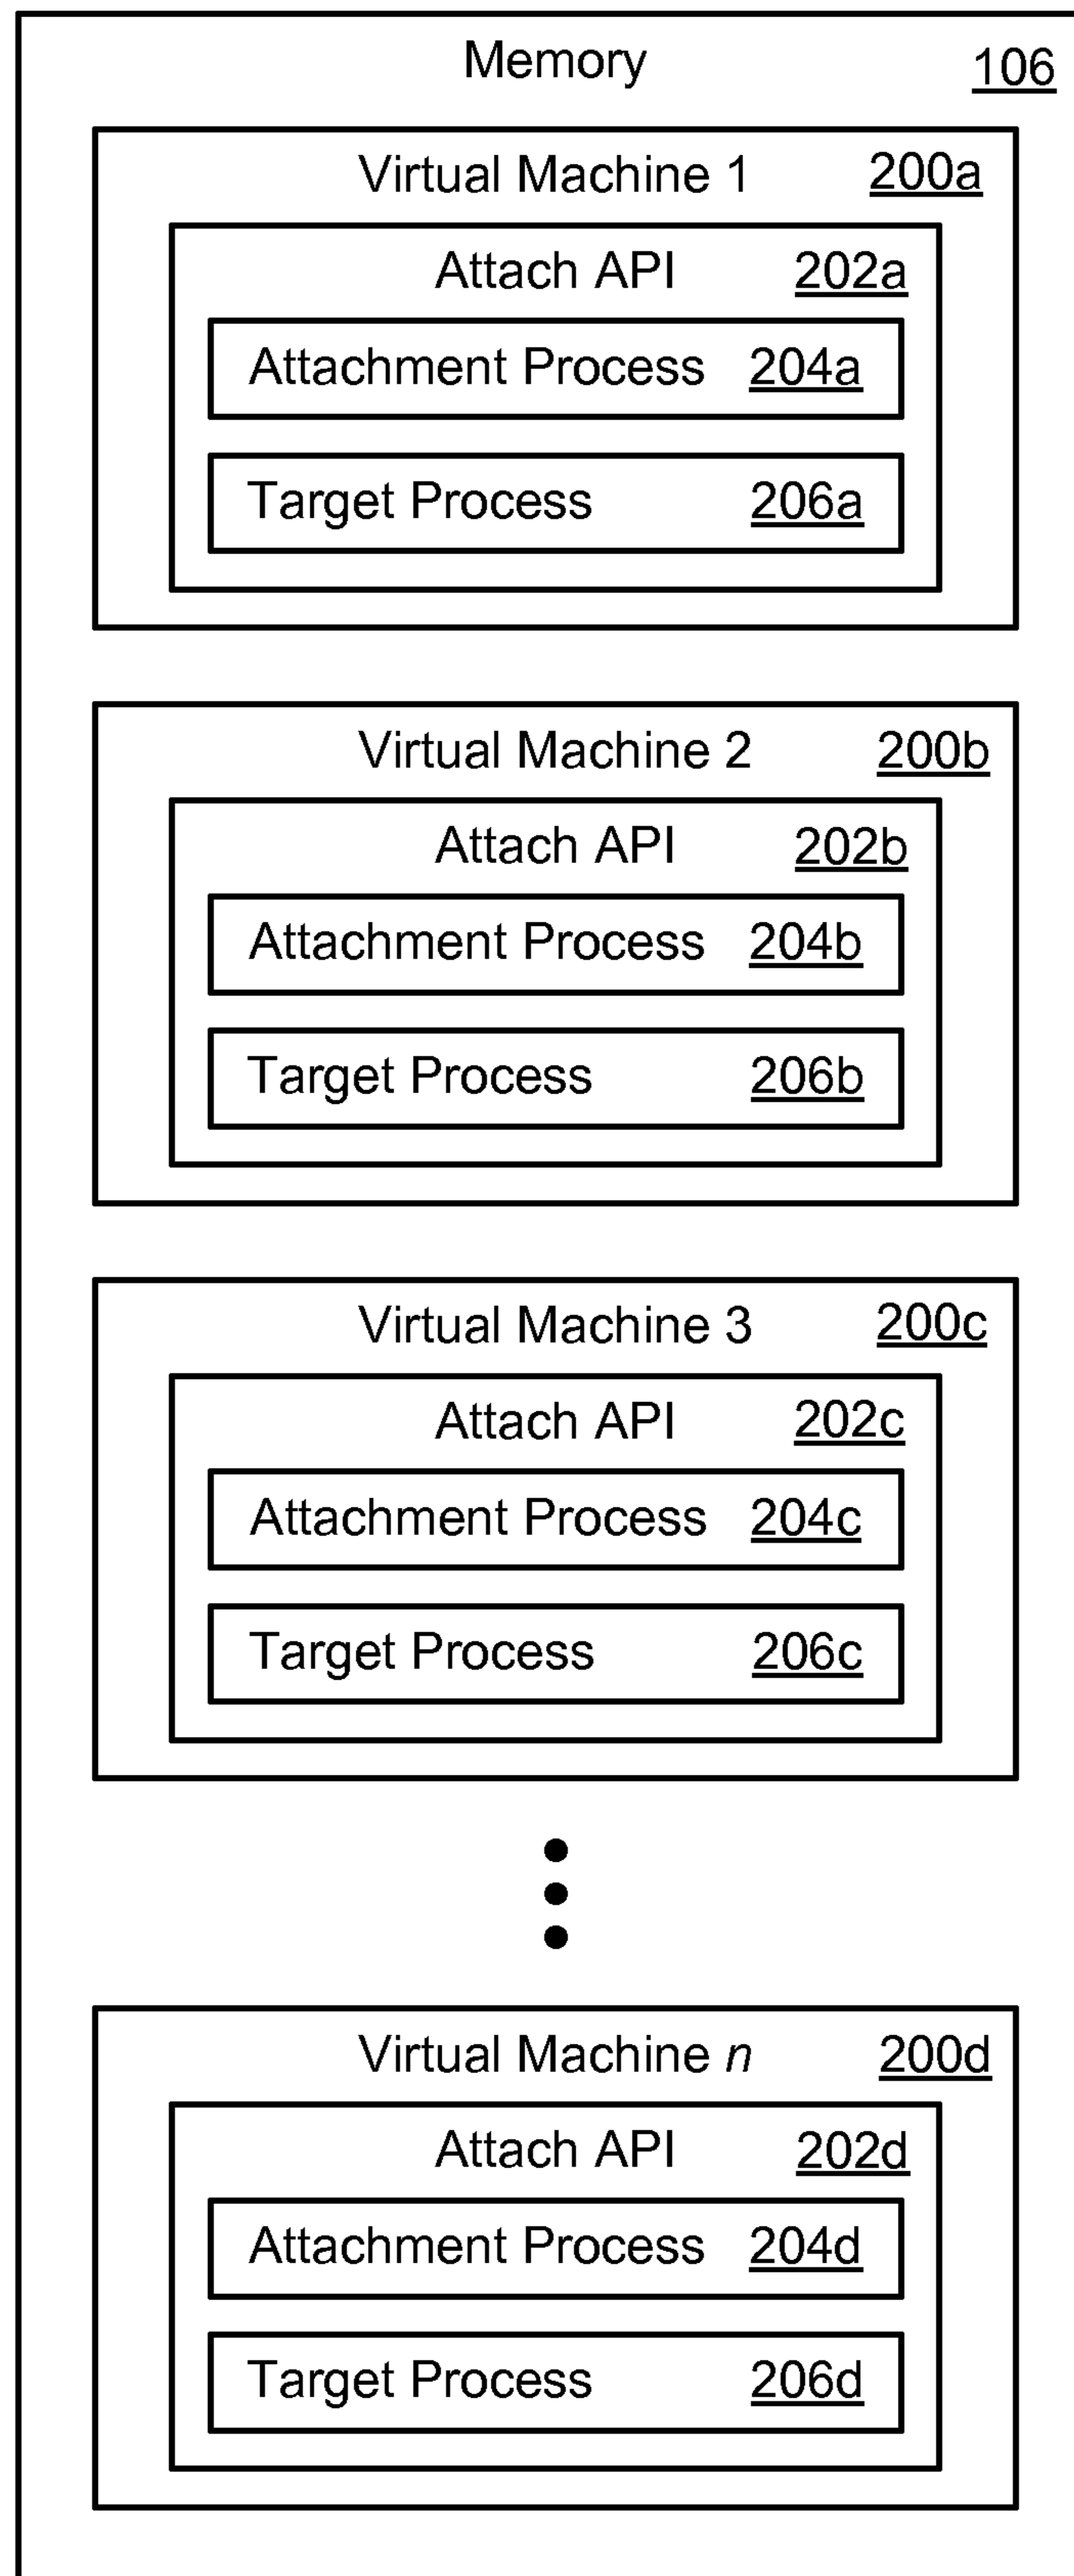 Memory 106
Virtual Machine 1 200a
Attach API 202a
Attachment Process 204a
Target Process 206a
Virtual Machine 2 200b
Attach API 202b
Attachment Process 204b
Target Process 206b
Virtual Machine 3 200c
Attach API 202c
Attachment Process 204c
Target Process 206c
Virtual Machine n 200d
Attach API 202d
Attachment Process 204d
Target Process 206d